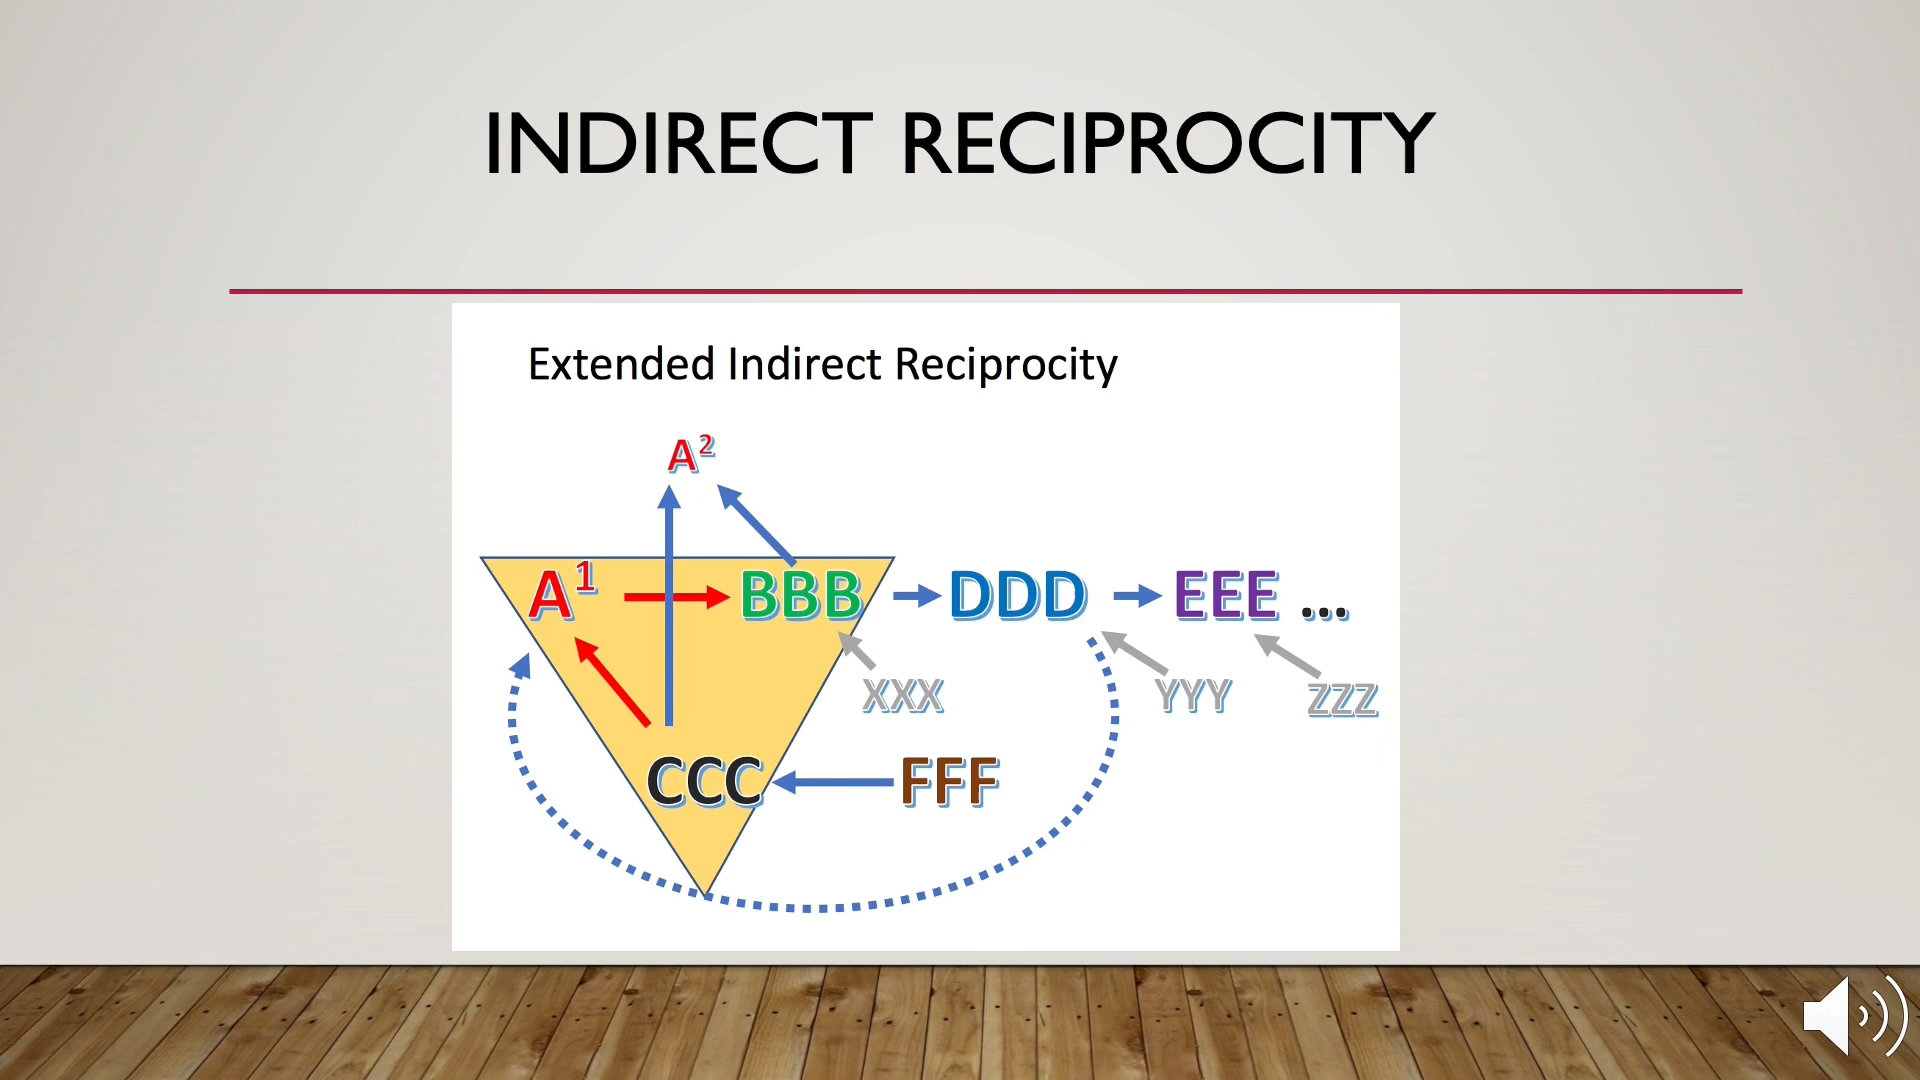 INDIRECT RECIPROCITY
Extended Indirect Reciprocity
A²
A¹ BBB DDD EEE ...
XXX YYY ZZZ
CCC FFF